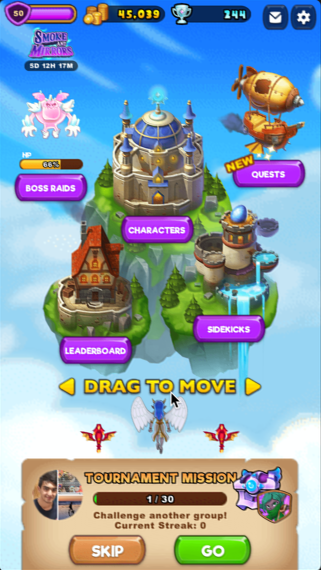 50
45,039
244
SMOKE
AND
MIRRORS
5D 12H 17M
HP
66%
BOSS RAIDS
NEW
QUESTS
CHARACTERS
SIDEKICKS
LEADERBOARD
DRAG TO MOVE
TOURNAMENT MISSION
1 / 30
Challenge another group!
Current Streak: 0
SKIP
GO